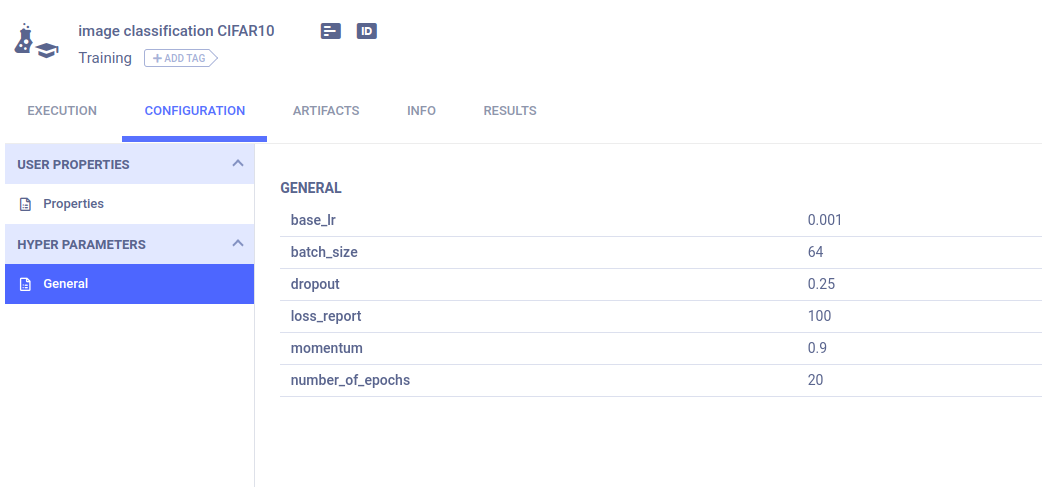 image classification CIFAR10
ID
Training
+ ADD TAG
EXECUTION CONFIGURATION ARTIFACTS INFO RESULTS
USER PROPERTIES
Properties
HYPER PARAMETERS
General
GENERAL
base_lr 0.001
batch_size 64
dropout 0.25
loss_report 100
momentum 0.9
number_of_epochs 20